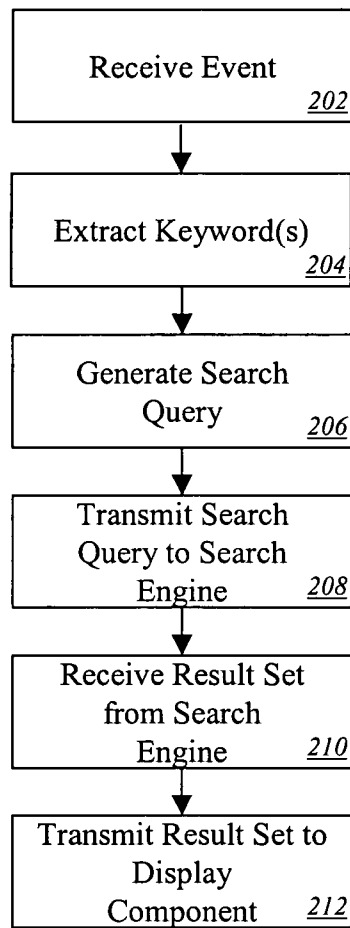 Receive Event
202
Extract Keyword(s)
204
Generate Search
Query
206
Transmit Search
Query to Search
Engine
208
Receive Result Set
from Search
Engine
210
Transmit Result Set to
Display
Component
212